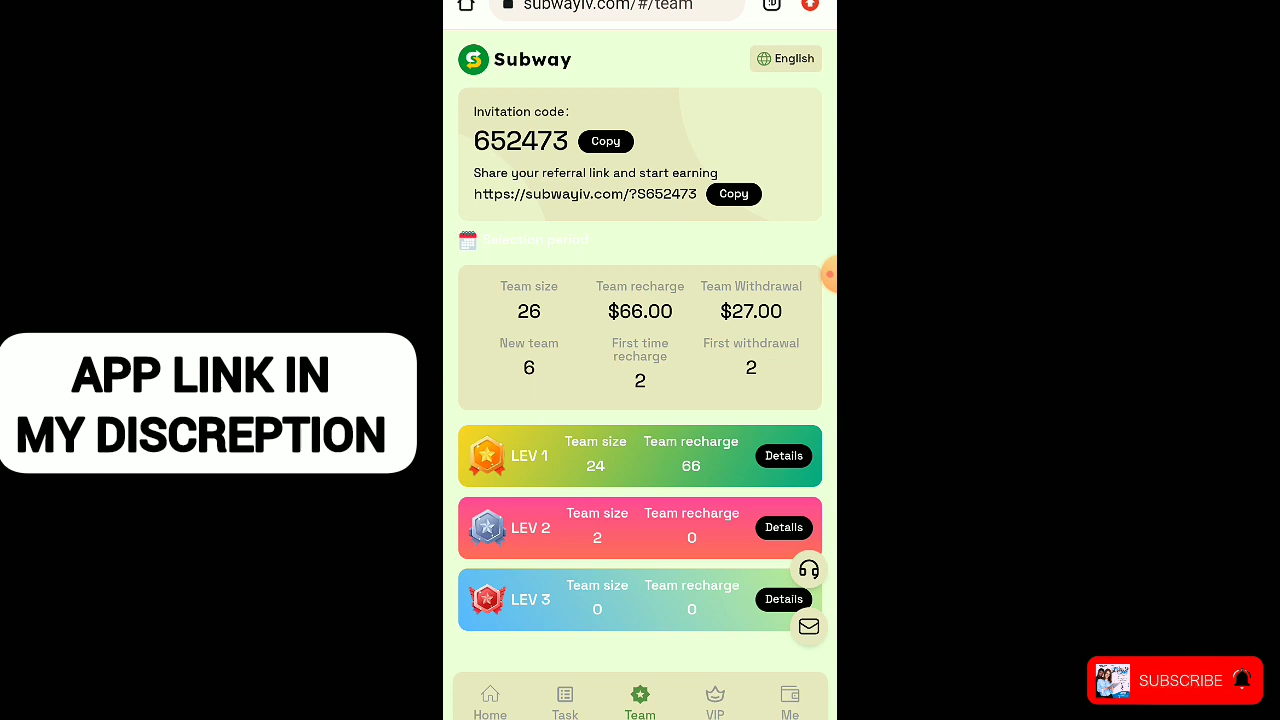 subwayiv.com/#/team
Subway
English
Invitation code:
652473 Copy
Share your referral link and start earning
https://subwayiv.com/?S652473 Copy
Selection period
Team size Team recharge Team Withdrawal
26 $66.00 $27.00
New team First time recharge First withdrawal
6 2 2
LEV 1 Team size Team recharge Details
24 66
LEV 2 Team size Team recharge Details
2 0
LEV 3 Team size Team recharge Details
0 0
Home Task Team VIP Me
APP LINK IN
MY DISCREPTION
SUBSCRIBE